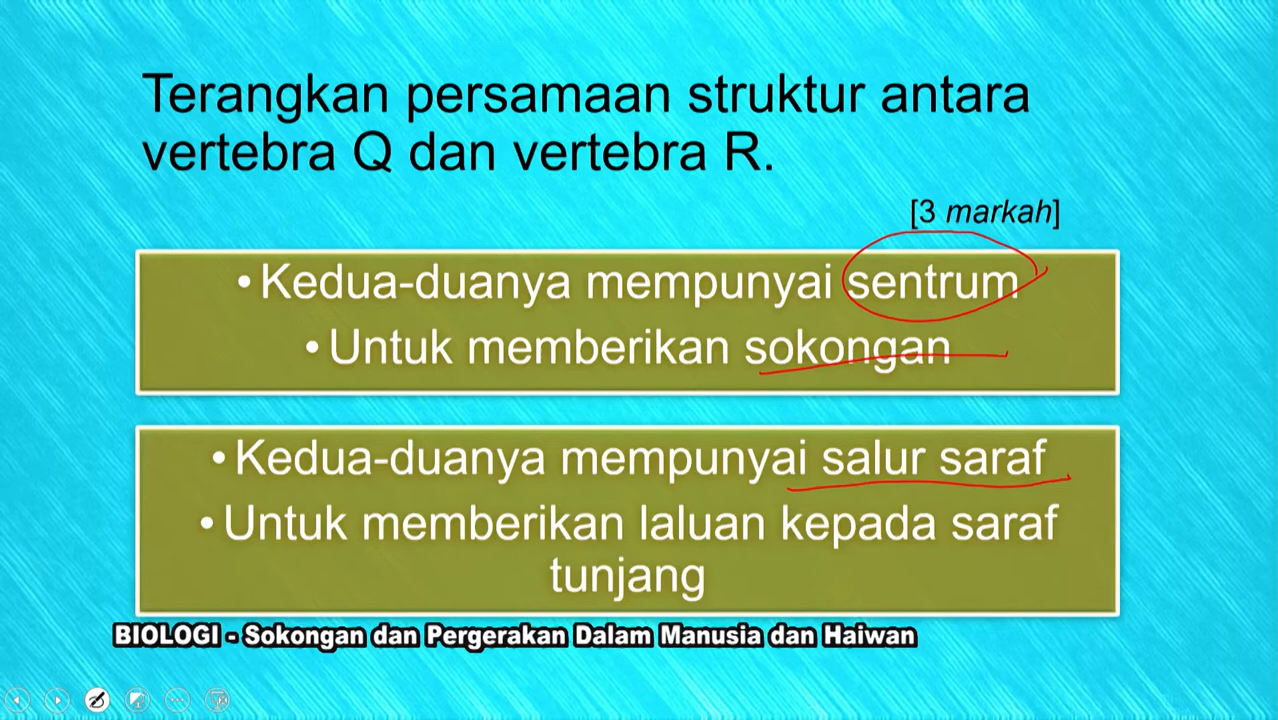 Terangkan persamaan struktur antara
vertebra Q dan vertebra R.
[3 markah]
•Kedua-duanya mempunyai sentrum
•Untuk memberikan sokongan
•Kedua-duanya mempunyai salur saraf
•Untuk memberikan laluan kepada saraf
tunjang
BIOLOGI - Sokongan dan Pergerakan Dalam Manusia dan Haiwan